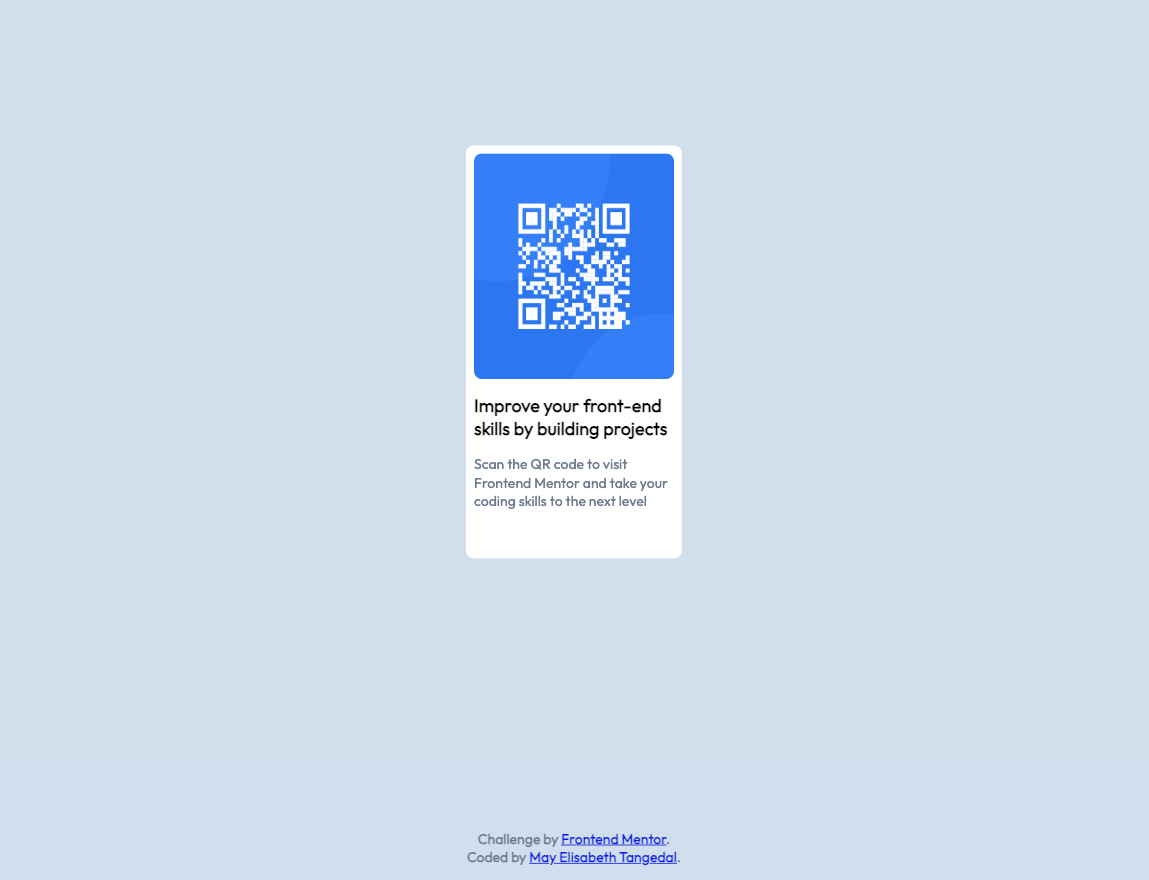 Improve your front-end
skills by building projects
Scan the QR code to visit
Frontend Mentor and take your
coding skills to the next level
Challenge by Frontend Mentor.
Coded by May Elisabeth Tangedal.